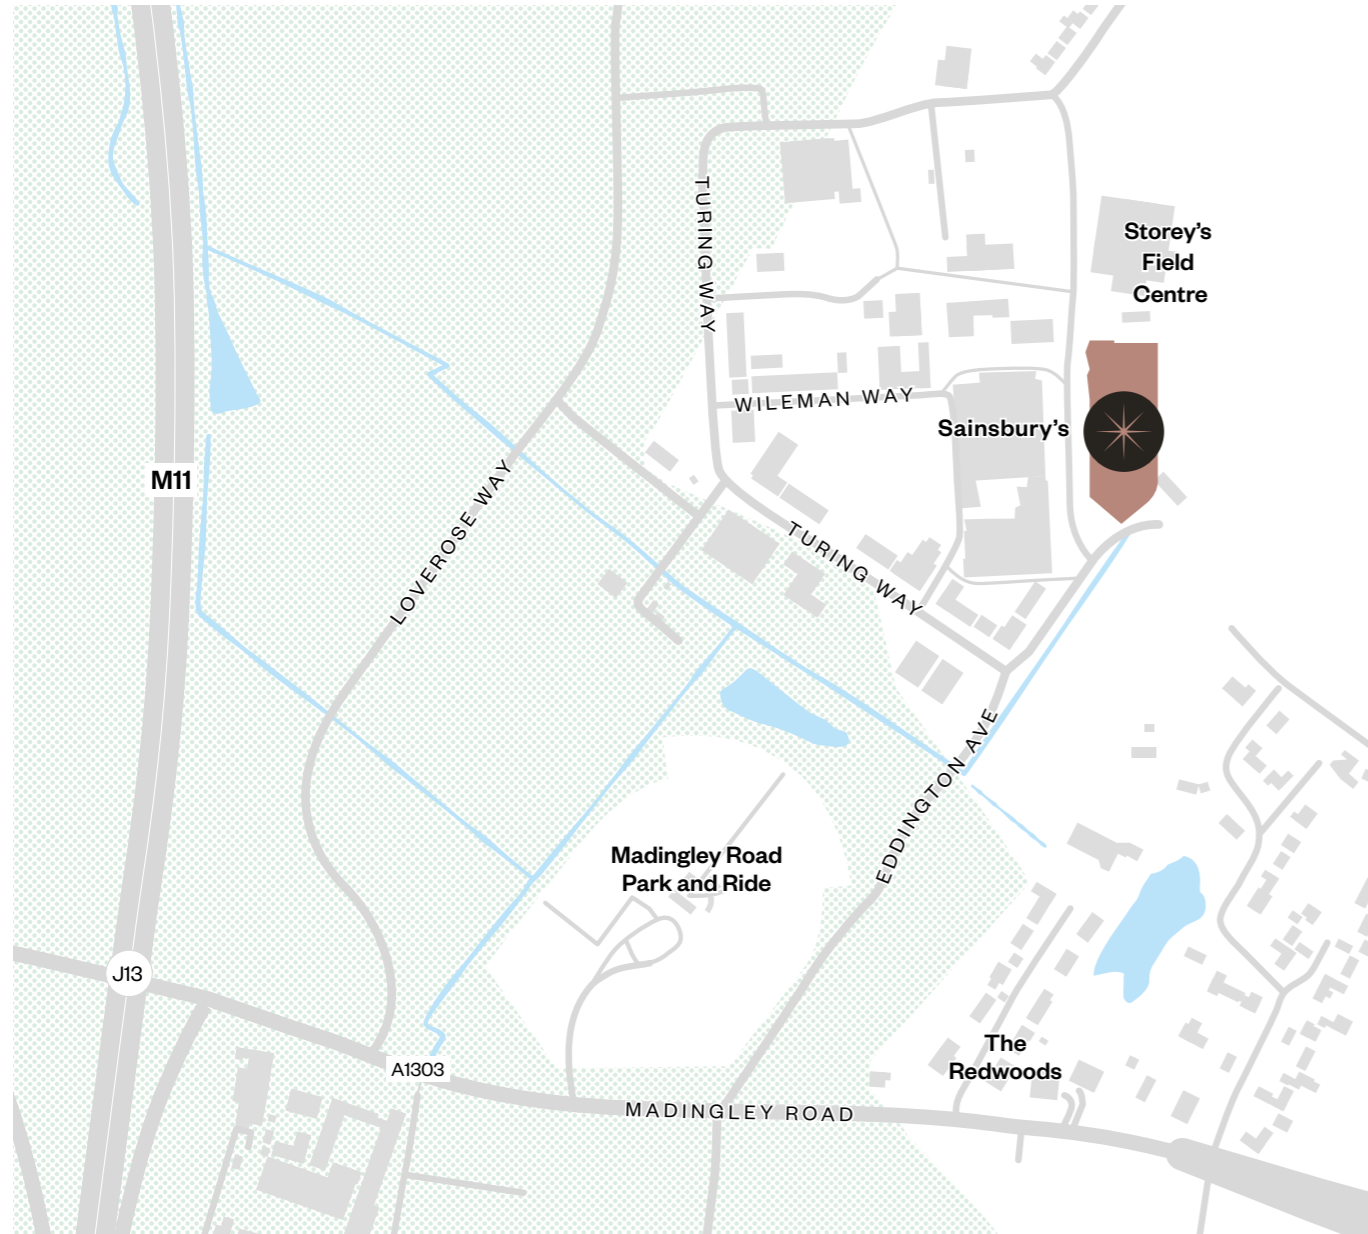 TURING WAY
Storey’s
Field
Centre
WILEMAN WAY
Sainsbury’s
M11
LOVEROSE WAY
TURING WAY
EDDINGTON AVE
Madingley Road
Park and Ride
J13
The
Redwoods
A1303
MADINGLEY ROAD